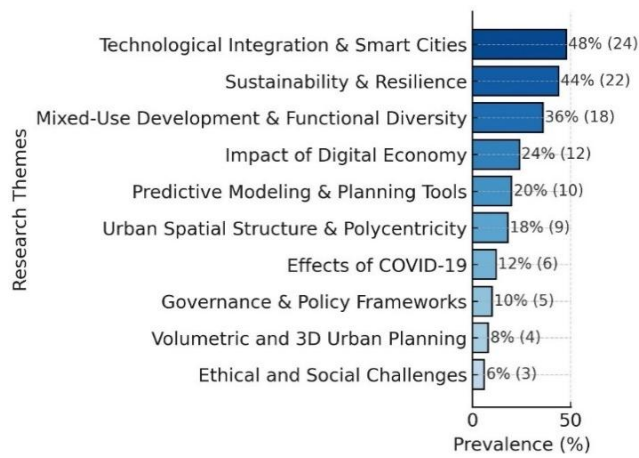 Research Themes
Technological Integration & Smart Cities 48% (24)
Sustainability & Resilience 44% (22)
Mixed-Use Development & Functional Diversity 36% (18)
Impact of Digital Economy 24% (12)
Predictive Modeling & Planning Tools 20% (10)
Urban Spatial Structure & Polycentricity 18% (9)
Effects of COVID-19 12% (6)
Governance & Policy Frameworks 10% (5)
Volumetric and 3D Urban Planning 8% (4)
Ethical and Social Challenges 6% (3)
0 50
Prevalence (%)